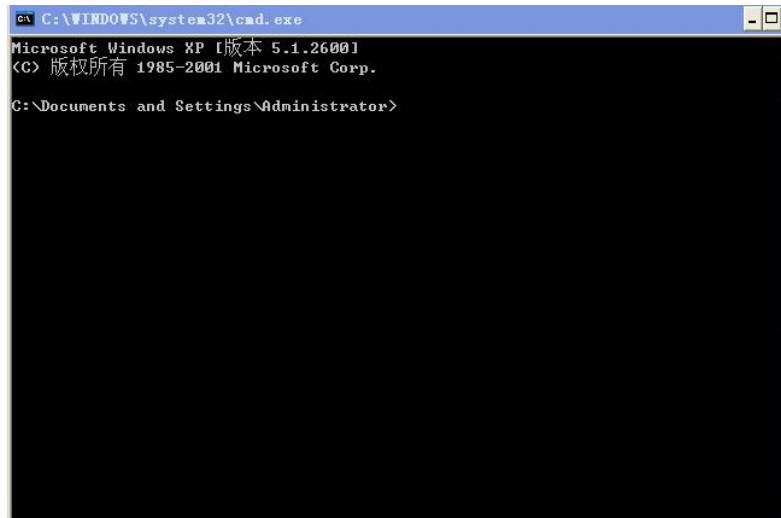 C:\WINDOWS\system32\cmd.exe
Microsoft Windows XP [版本 5.1.2600]
(C) 版权所有 1985-2001 Microsoft Corp.
C:\Documents and Settings\Administrator>